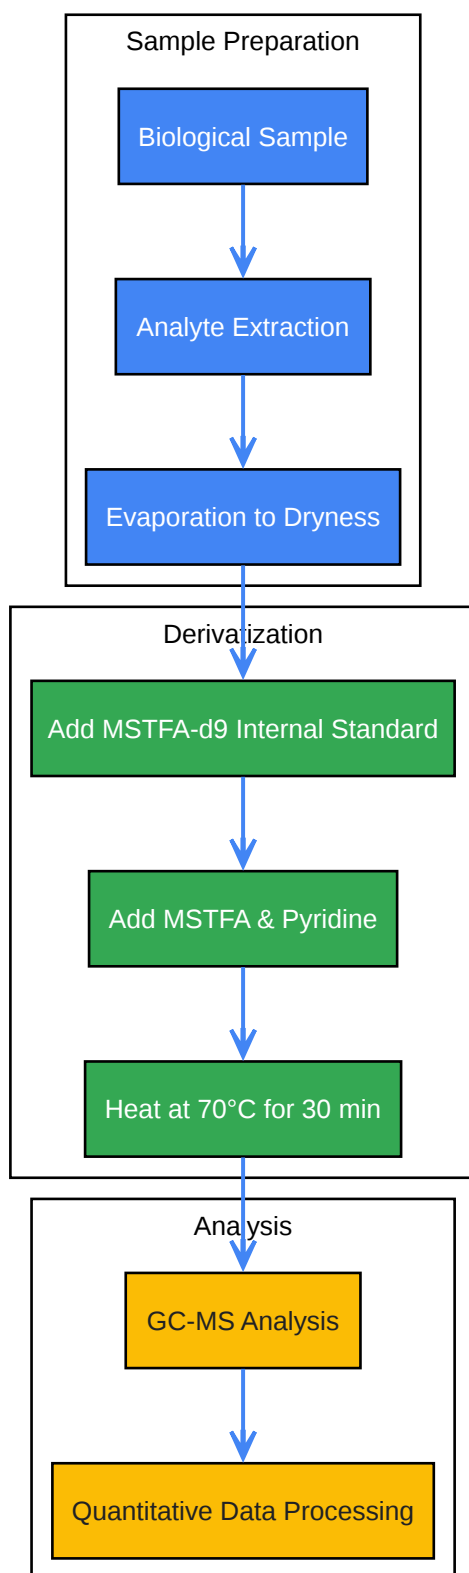 Sample Preparation
Biological Sample
Analyte Extraction
Evaporation to Dryness
Derivatization
Add MSTFA-d9 Internal Standard
Add MSTFA & Pyridine
Heat at 70°C for 30 min
Analysis
GC-MS Analysis
Quantitative Data Processing